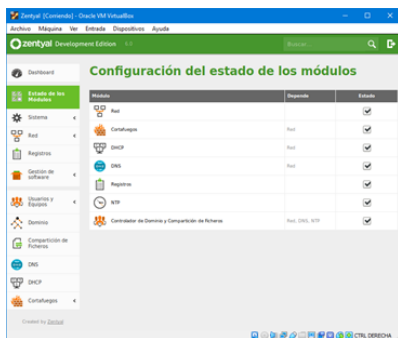 Zentyal [Corriendo] - Oracle VM VirtualBox
Archivo Máquina Ver Entrada Dispositivos Ayuda
zentyal Development Edition
Buscar...
Dashboard
Estado de los
Módulos
Sistema
Red
Registros
Gestión de
software
Usuarios y
Equipos
Dominio
Compartición de
Ficheros
DNS
DHCP
Cortafuegos
Created by Zentyal
Configuración del estado de los módulos
Módulo Depende Estado
Red
Cortafuegos Red
DHCP Red
DNS Red
Registros
NTP
Controlador de Dominio y Compartición de Ficheros Red, DNS, NTP
CTRL DERECHA